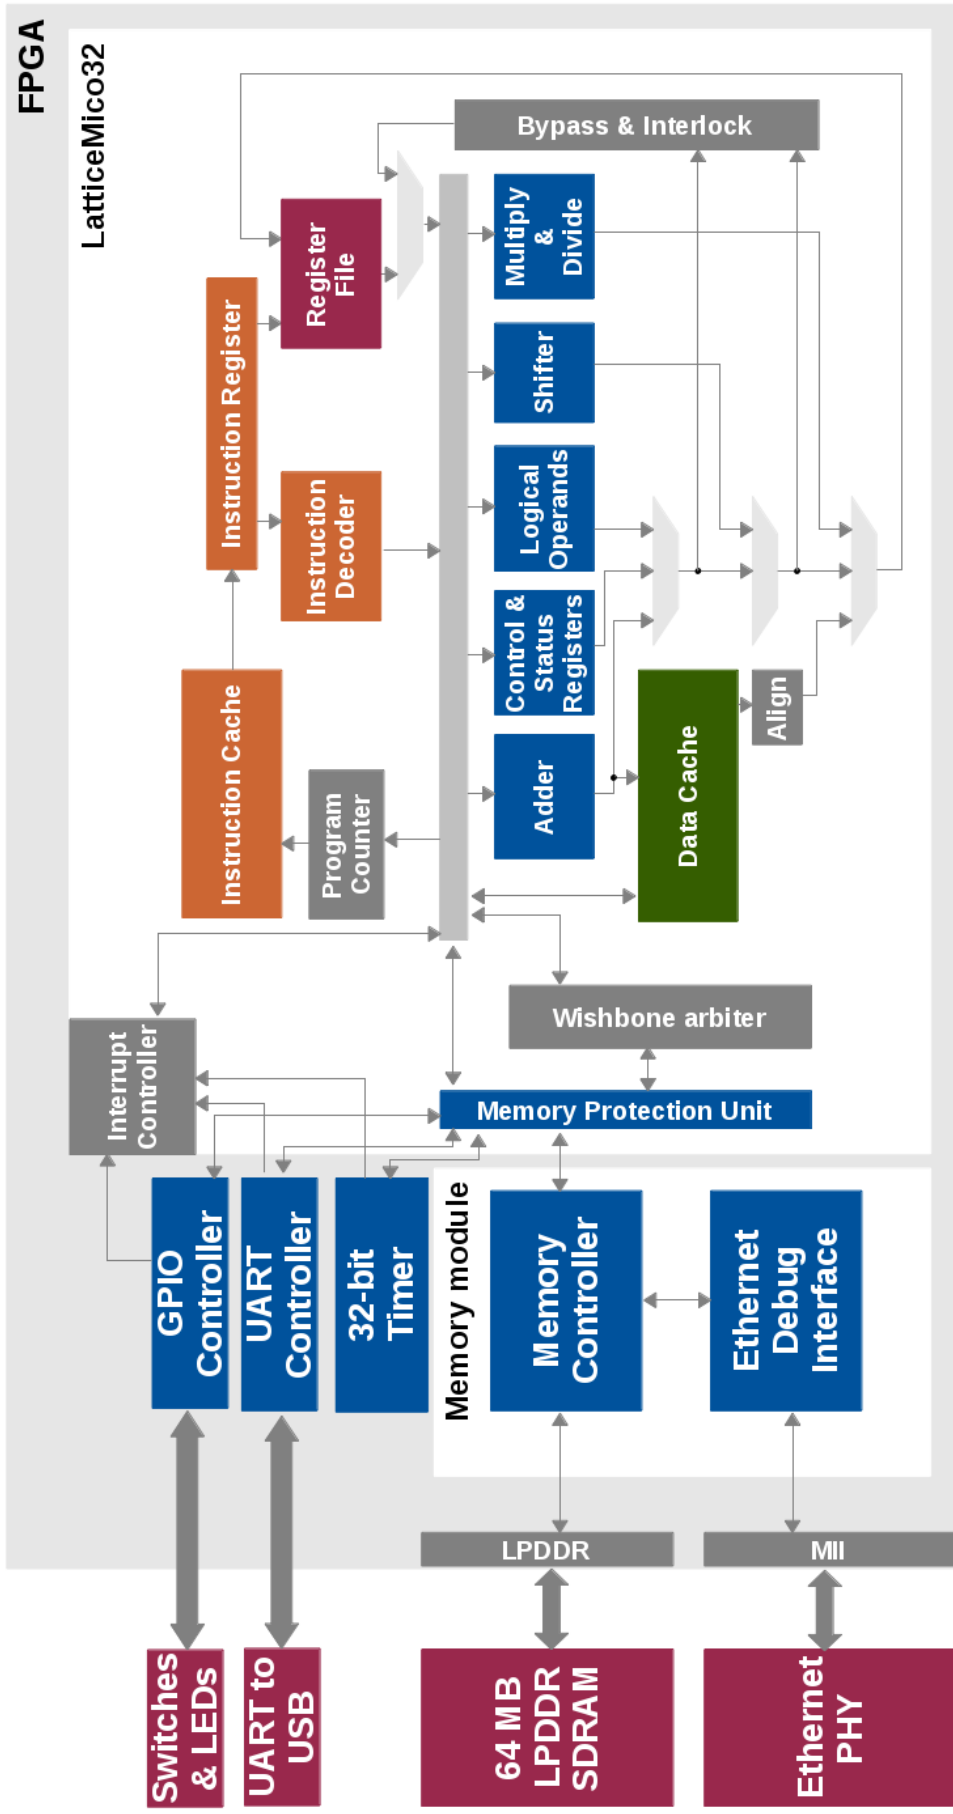 FPGA
LatticeMico32
Bypass & Interlock
Register
File
Multiply
&
Divide
Instruction Register
Shifter
Instruction
Decoder
Logical
Operands
Control &
Status
Registers
Instruction Cache
Program
Counter
Adder
Data Cache
Align
Interrupt
Controller
Wishbone arbiter
Memory Protection Unit
GPIO
Controller
UART
Controller
32-bit
Timer
Memory module
Memory
Controller
Ethernet
Debug
Interface
LPDDR
MII
Switches
& LEDs
UART to
USB
64 MB
LPDDR
SDRAM
Ethernet
PHY